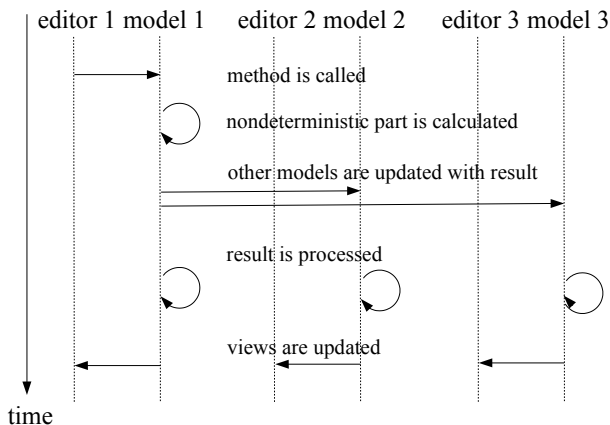 editor 1 model 1 editor 2 model 2 editor 3 model 3
method is called
nondeterministic part is calculated
other models are updated with result
result is processed
views are updated
time